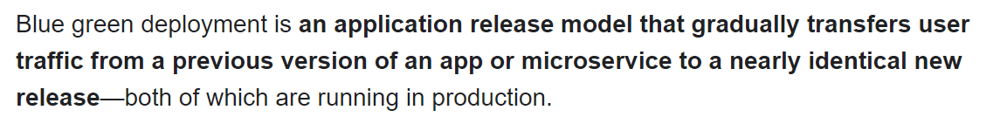 Blue green deployment is an application release model that gradually transfers user
traffic from a previous version of an app or microservice to a nearly identical new
release—both of which are running in production.